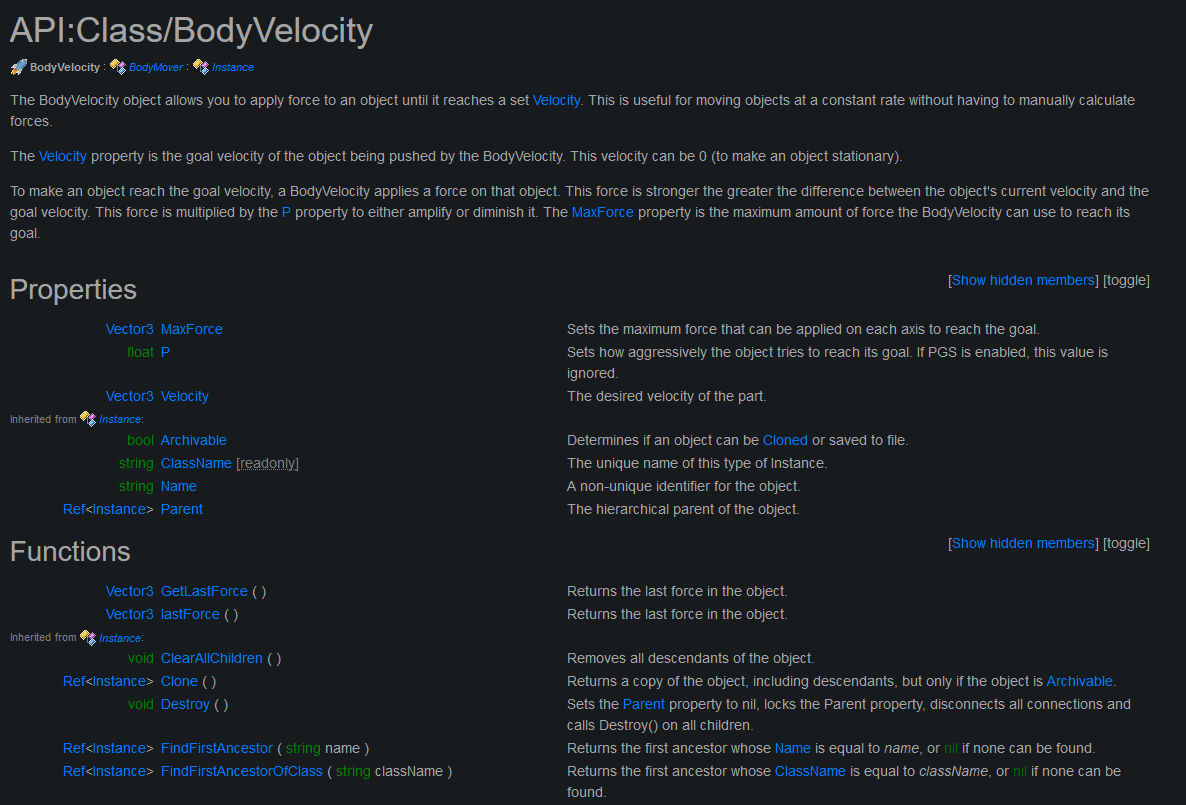 API:Class/BodyVelocity
BodyVelocity : BodyMover : Instance
The BodyVelocity object allows you to apply force to an object until it reaches a set Velocity. This is useful for moving objects at a constant rate without having to manually calculate
forces.
The Velocity property is the goal velocity of the object being pushed by the BodyVelocity. This velocity can be 0 (to make an object stationary).
To make an object reach the goal velocity, a BodyVelocity applies a force on that object. This force is stronger the greater the difference between the object's current velocity and the
goal velocity. This force is multiplied by the P property to either amplify or diminish it. The MaxForce property is the maximum amount of force the BodyVelocity can use to reach its
goal.
Properties [Show hidden members] [toggle]
Vector3 MaxForce Sets the maximum force that can be applied on each axis to reach the goal.
float P Sets how aggressively the object tries to reach its goal. If PGS is enabled, this value is
ignored.
Vector3 Velocity The desired velocity of the part.
Inherited from Instance:
bool Archivable Determines if an object can be Cloned or saved to file.
string ClassName [readonly] The unique name of this type of Instance.
string Name A non-unique identifier for the object.
Ref<Instance> Parent The hierarchical parent of the object.
Functions [Show hidden members] [toggle]
Vector3 GetLastForce ( ) Returns the last force in the object.
Vector3 lastForce ( ) Returns the last force in the object.
Inherited from Instance:
void ClearAllChildren ( ) Removes all descendants of the object.
Ref<Instance> Clone ( ) Returns a copy of the object, including descendants, but only if the object is Archivable.
void Destroy ( ) Sets the Parent property to nil, locks the Parent property, disconnects all connections and
calls Destroy() on all children.
Ref<Instance> FindFirstAncestor ( string name ) Returns the first ancestor whose Name is equal to name, or nil if none can be found.
Ref<Instance> FindFirstAncestorOfClass ( string className ) Returns the first ancestor whose ClassName is equal to className, or nil if none can be
found.